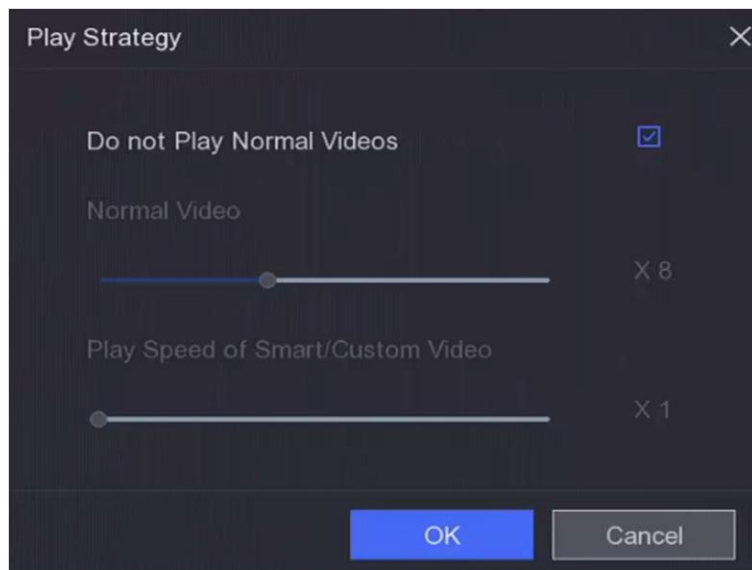 Play Strategy
Do not Play Normal Videos
Normal Video
X 8
Play Speed of Smart/Custom Video
X 1
OK
Cancel